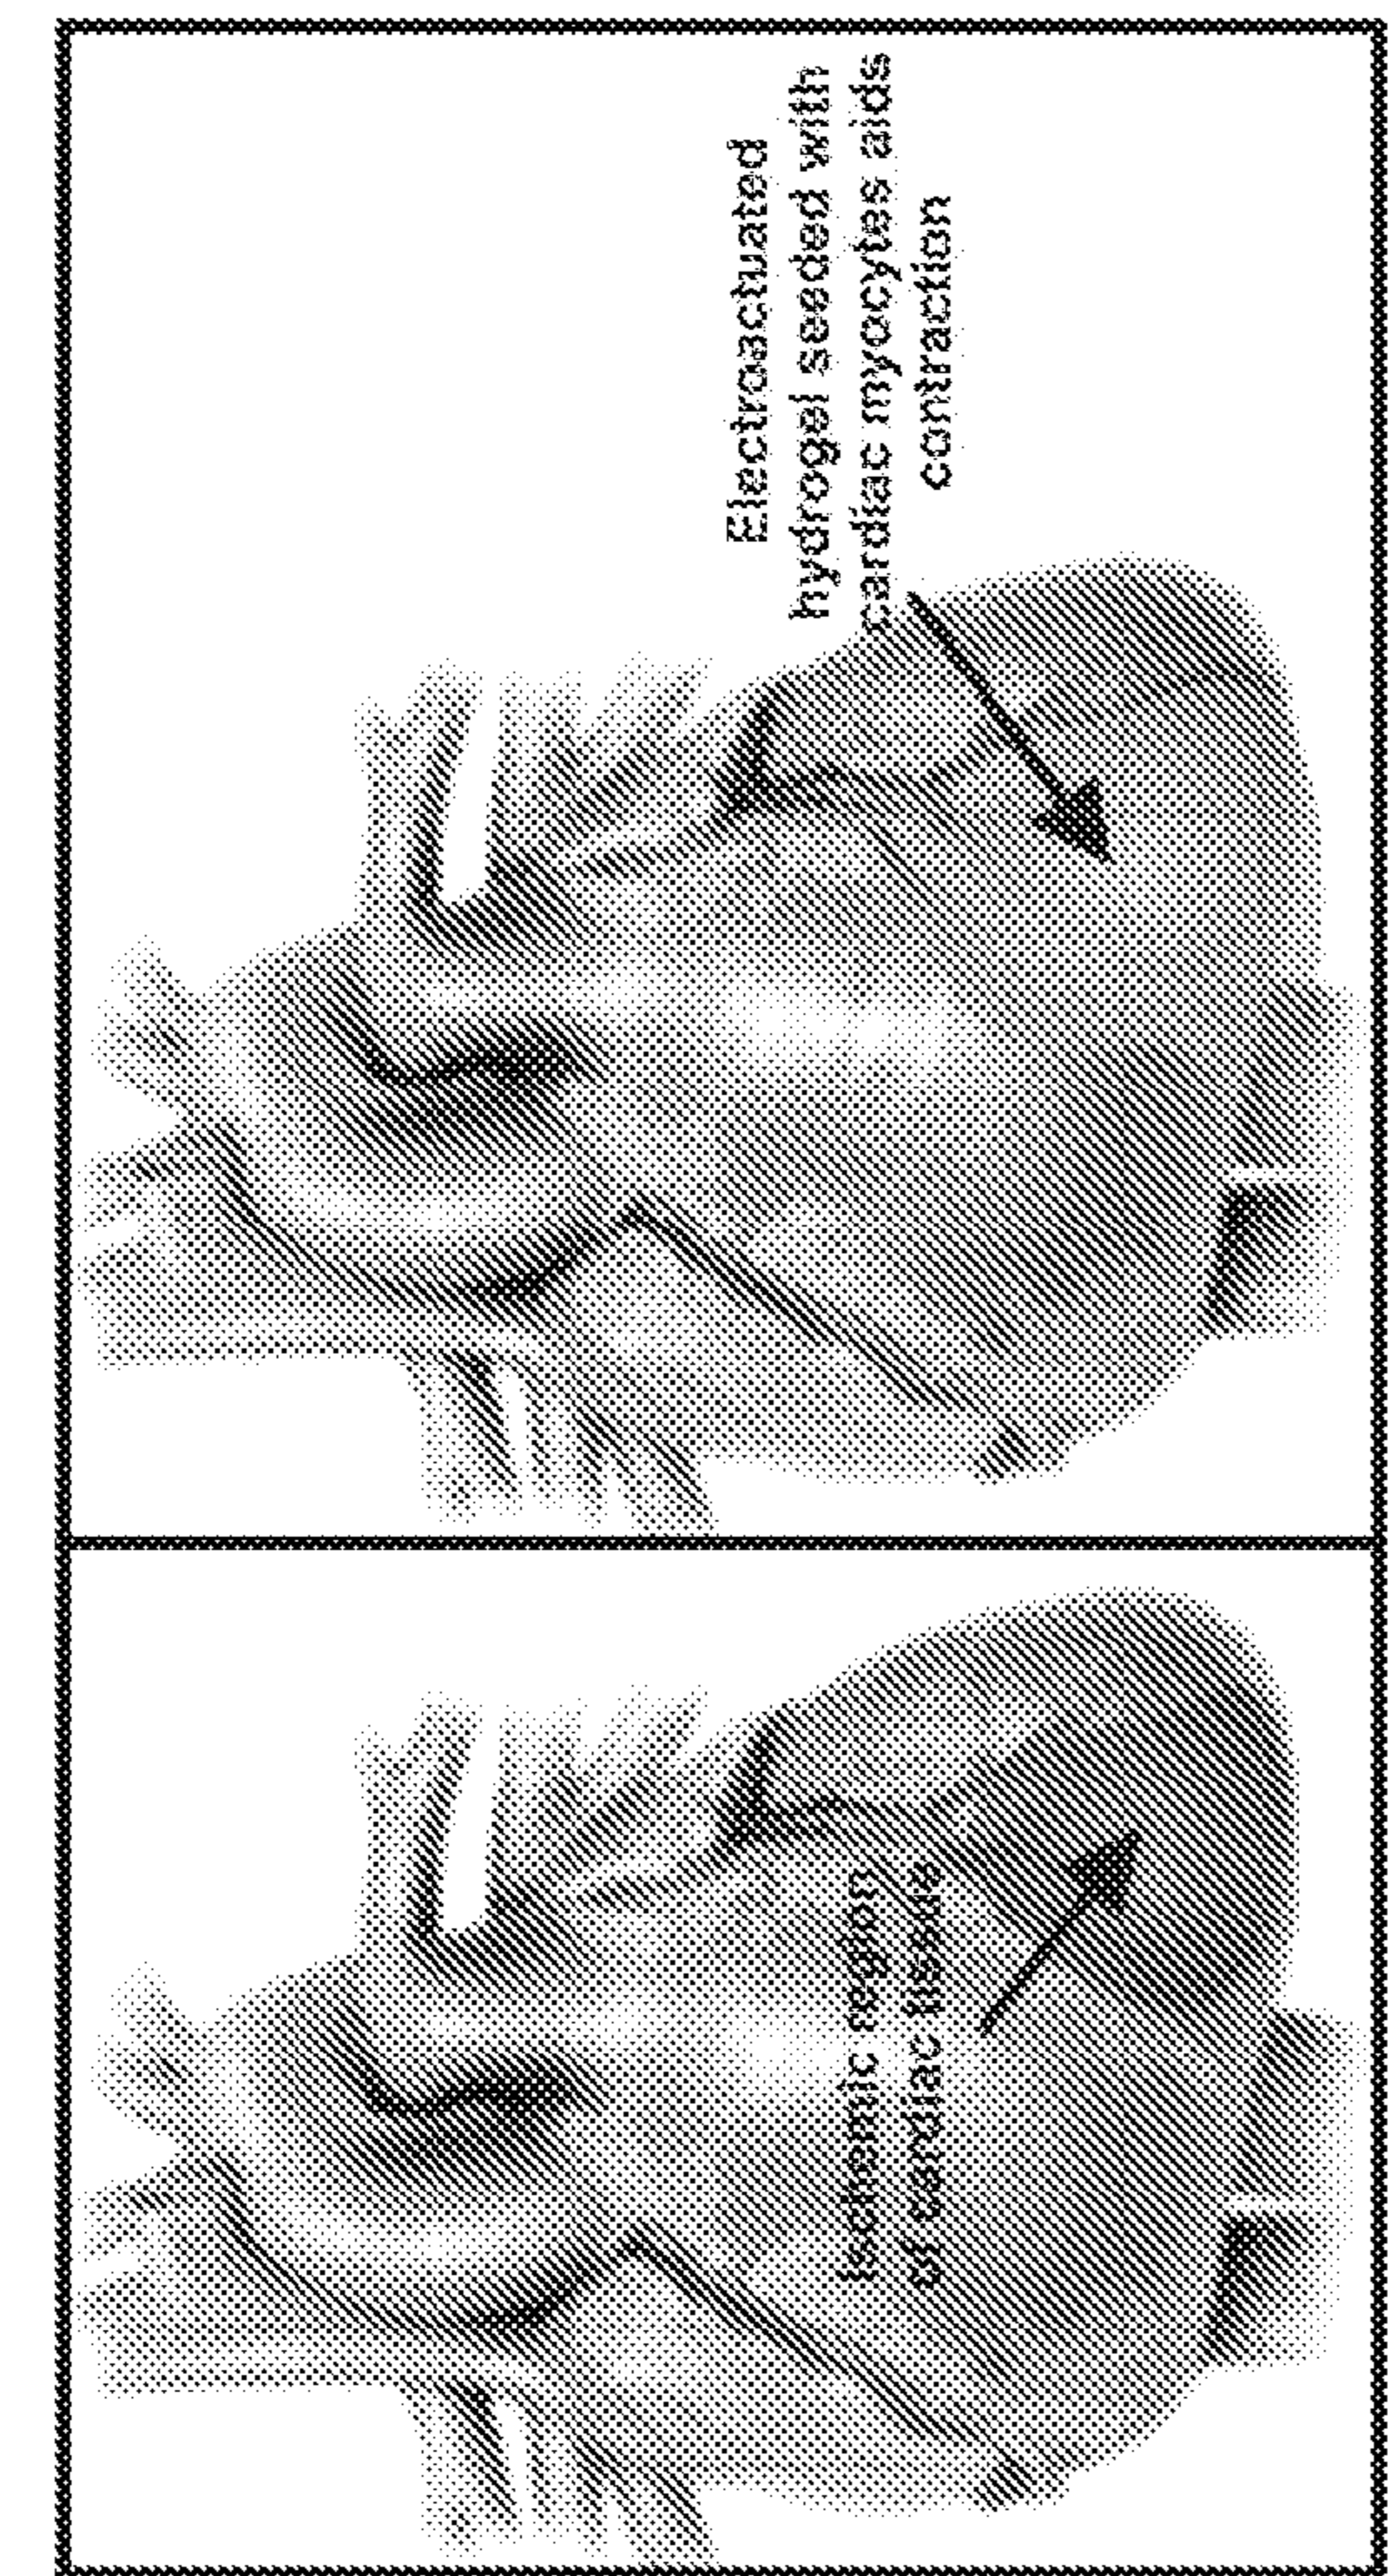 Ischemic region
of cardiac tissue
Electroactuated
hydrogel seeded with
cardiac myocytes aids
contraction